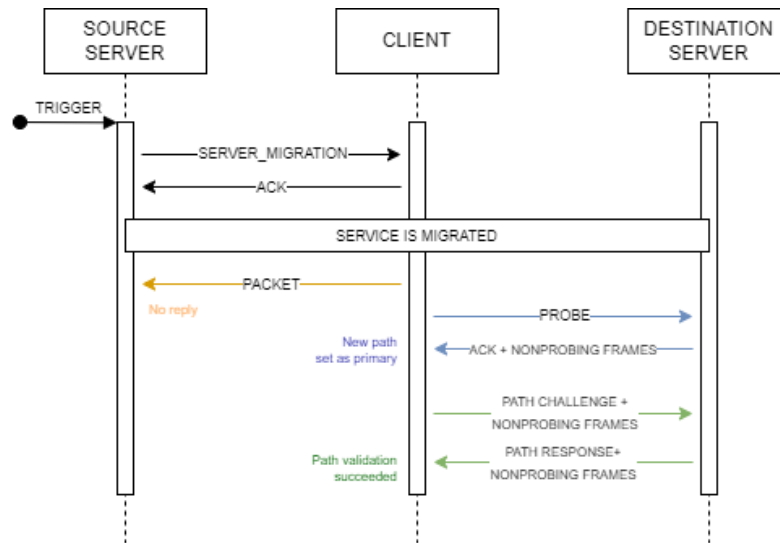 SOURCE
SERVER
CLIENT
DESTINATION
SERVER
TRIGGER
SERVER_MIGRATION
ACK
SERVICE IS MIGRATED
PACKET
No reply
PROBE
New path
set as primary
ACK + NONPROBING FRAMES
PATH CHALLENGE +
NONPROBING FRAMES
Path validation
succeeded
PATH RESPONSE+
NONPROBING FRAMES